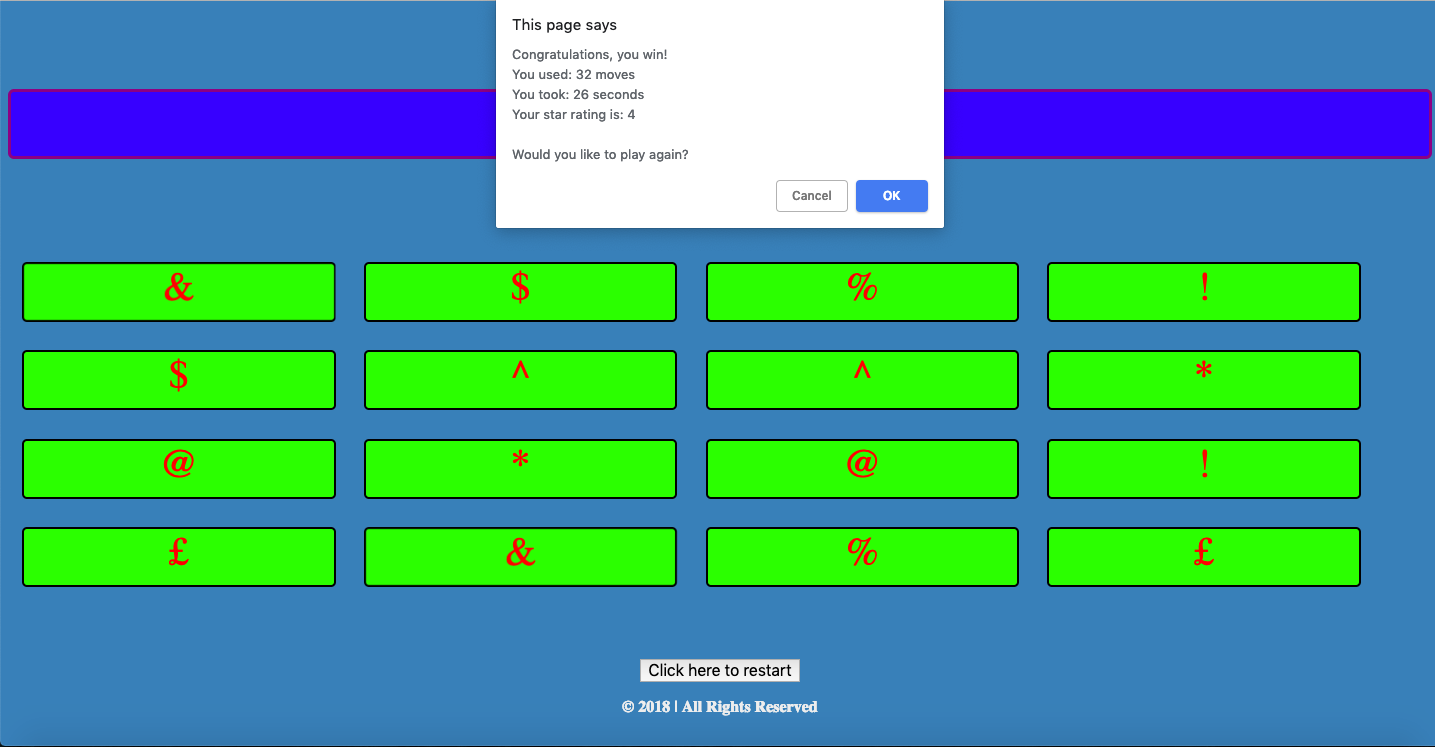 This page says
Congratulations, you win!
You used: 32 moves
You took: 26 seconds
Your star rating is: 4
Would you like to play again?
Cancel OK
& $ % !
$ ^ ^ *
@ * @ !
£ & % £
Click here to restart
© 2018 | All Rights Reserved